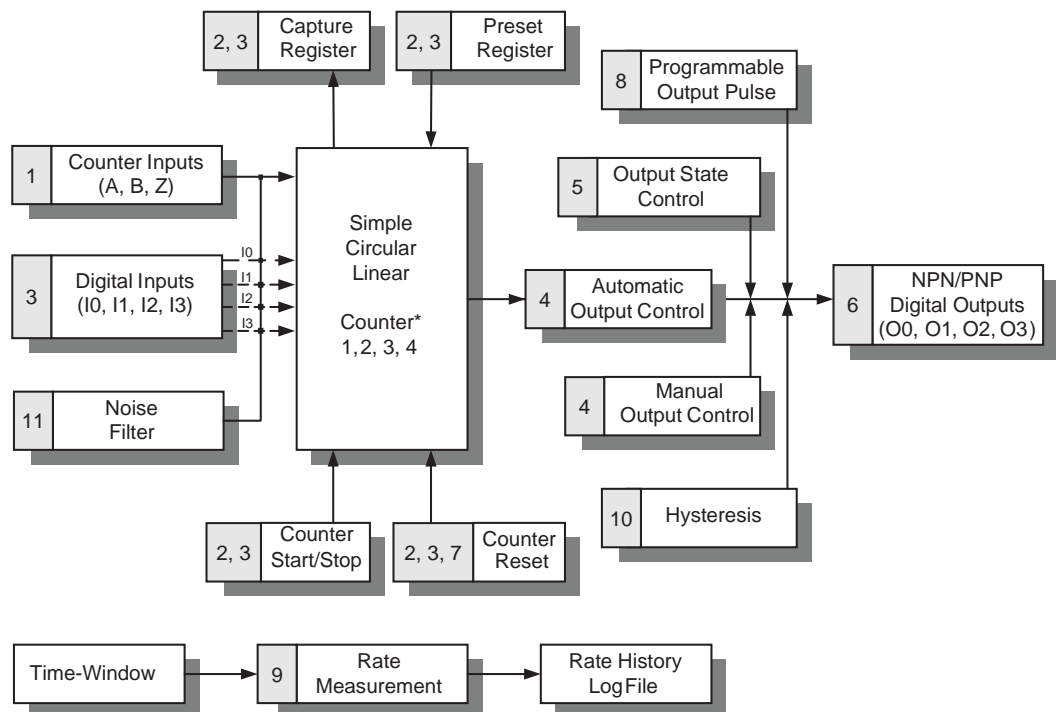 2, 3
Capture
Register
2, 3
Preset
Register
8
Programmable
Output Pulse
1
Counter Inputs
(A, B, Z)
5
Output State
Control
3
Digital Inputs
(I0, I1, I2, I3)
I0
I1
I2
I3
Simple
Circular
Linear
Counter*
1, 2, 3, 4
4
Automatic
Output Control
6
NPN/PNP
Digital Outputs
(O0, O1, O2, O3)
11
Noise
Filter
4
Manual
Output Control
10
Hysteresis
2, 3
Counter
Start/Stop
2, 3, 7
Counter
Reset
Time-Window
9
Rate
Measurement
Rate History
Log File